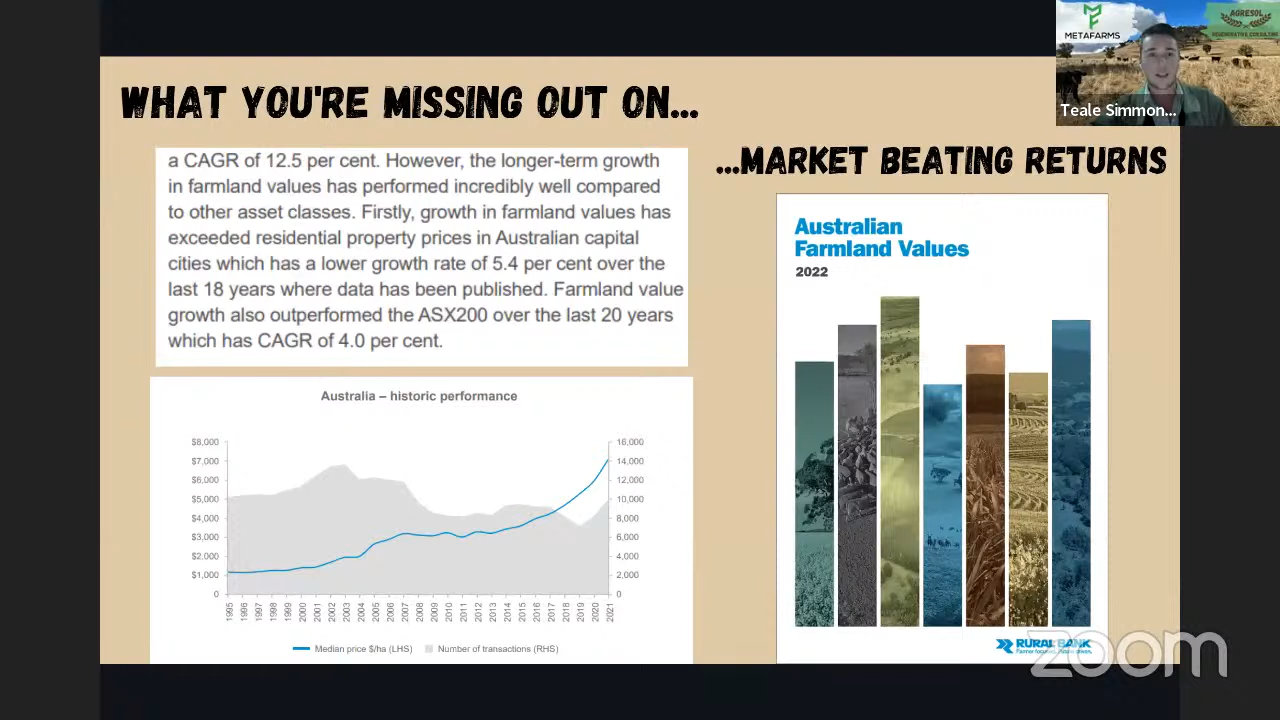 METAFARMS
AGRESOL
REGENERATIVE CONSULTING
Teale Simmon...
WHAT YOU'RE MISSING OUT ON...
...MARKET BEATING RETURNS
a CAGR of 12.5 per cent. However, the longer-term growth
in farmland values has performed incredibly well compared
to other asset classes. Firstly, growth in farmland values has
exceeded residential property prices in Australian capital
cities which has a lower growth rate of 5.4 per cent over the
last 18 years where data has been published. Farmland value
growth also outperformed the ASX200 over the last 20 years
which has CAGR of 4.0 per cent.
Australia – historic performance
$8,000
$7,000
$6,000
$5,000
$4,000
$3,000
$2,000
$1,000
0
16,000
14,000
12,000
10,000
8,000
6,000
4,000
2,000
0
1995 1996 1997 1998 1999 2000 2001 2002 2003 2004 2005 2006 2007 2008 2009 2010 2011 2012 2013 2014 2015 2016 2017 2018 2019 2020 2021
Median price $/ha (LHS) Number of transactions (RHS)
Australian
Farmland Values
2022
RURAL BANK
zoom